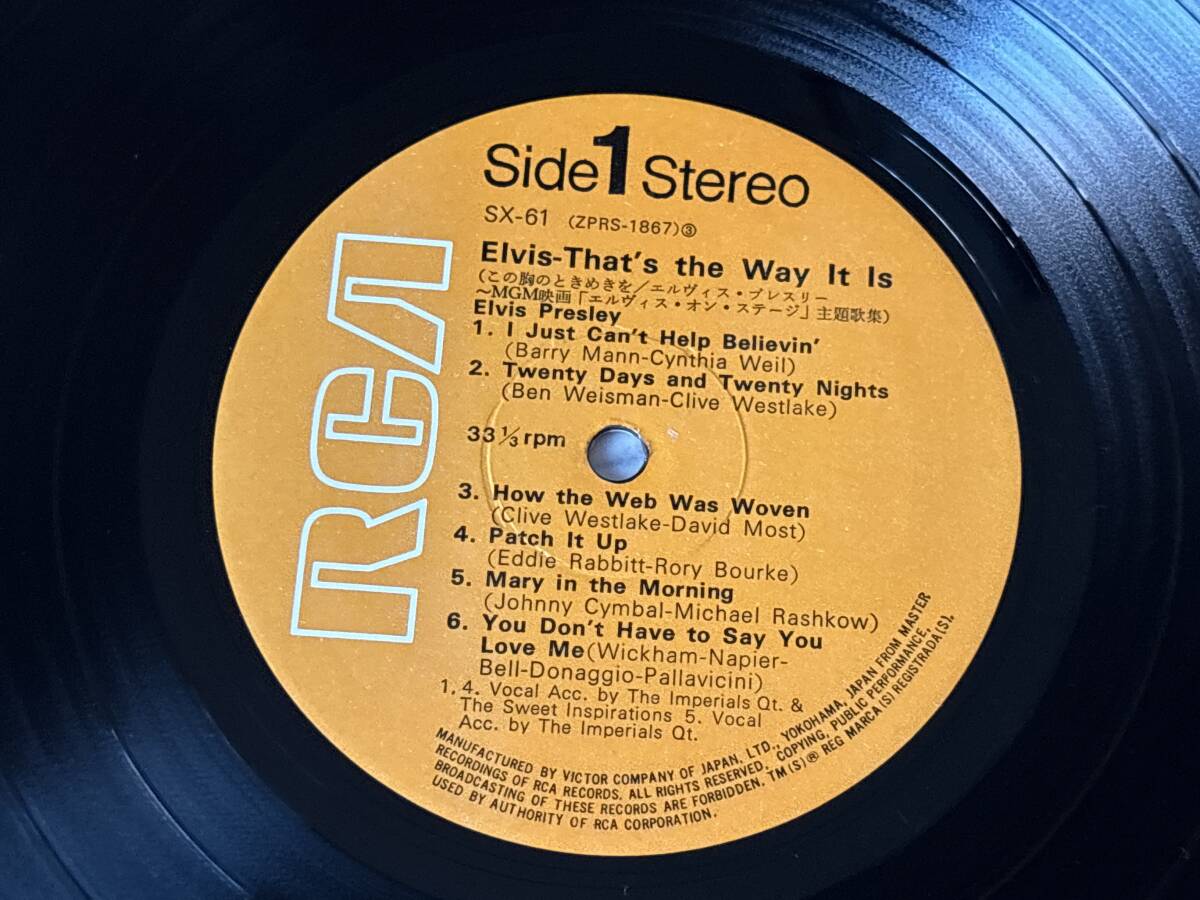 RCA
Side 1 Stereo
SX-61 (ZPRS-1867)③
Elvis-That's the Way It Is
(この胸のときめきを/エルヴィス・プレスリー
〜MGM映画「エルヴィス・オン・ステージ」主題歌集)
Elvis Presley
1. I Just Can't Help Believin'
(Barry Mann-Cynthia Weil)
2. Twenty Days and Twenty Nights
(Ben Weisman-Clive Westlake)
33 1/3 rpm
3. How the Web Was Woven
(Clive Westlake-David Most)
4. Patch It Up
(Eddie Rabbitt-Rory Bourke)
5. Mary in the Morning
(Johnny Cymbal-Michael Rashkow)
6. You Don't Have to Say You
Love Me(Wickham-Napier-
Bell-Donaggio-Pallavicini)
1. 4. Vocal Acc. by The Imperials Qt. &
The Sweet Inspirations 5. Vocal
Acc. by The Imperials Qt.
MANUFACTURED BY VICTOR COMPANY OF JAPAN, LTD., YOKOHAMA, JAPAN FROM MASTER
RECORDINGS OF RCA RECORDS. ALL RIGHTS RESERVED, COPYING, PUBLIC PERFORMANCE,
BROADCASTING OF THESE RECORDS ARE FORBIDDEN. TM(S)® REG MARCA(S) REGISTRADA(S),
USED BY AUTHORITY OF RCA CORPORATION.